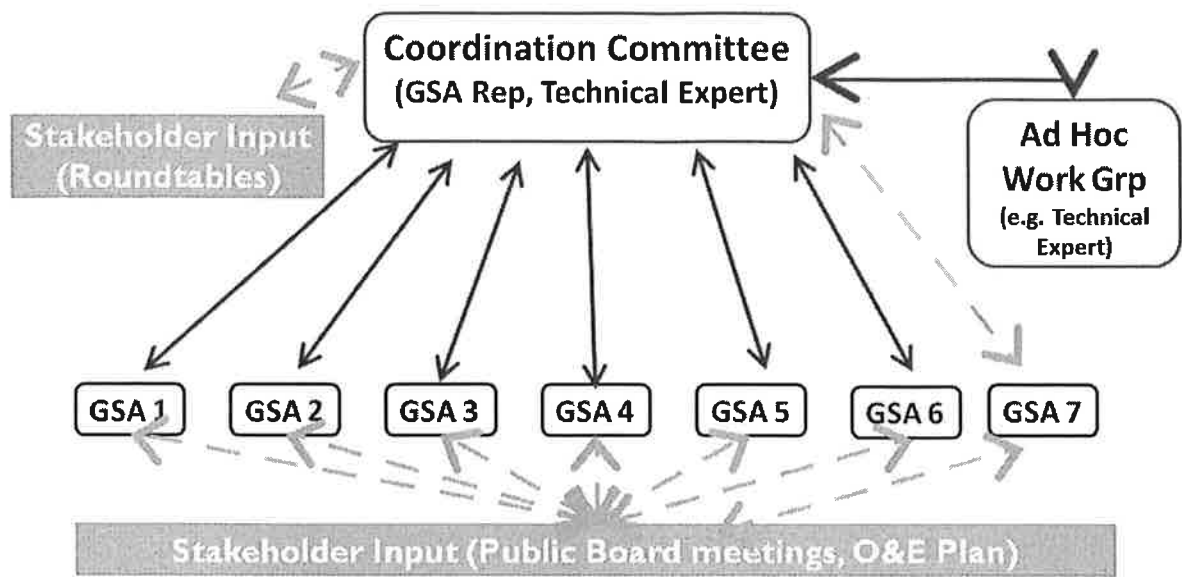 Coordination Committee
(GSA Rep, Technical Expert)
Stakeholder Input
(Roundtables)
Ad Hoc
Work Grp
(e.g. Technical
Expert)
GSA 1
GSA 2
GSA 3
GSA 4
GSA 5
GSA 6
GSA 7
Stakeholder Input (Public Board meetings, O&E Plan)